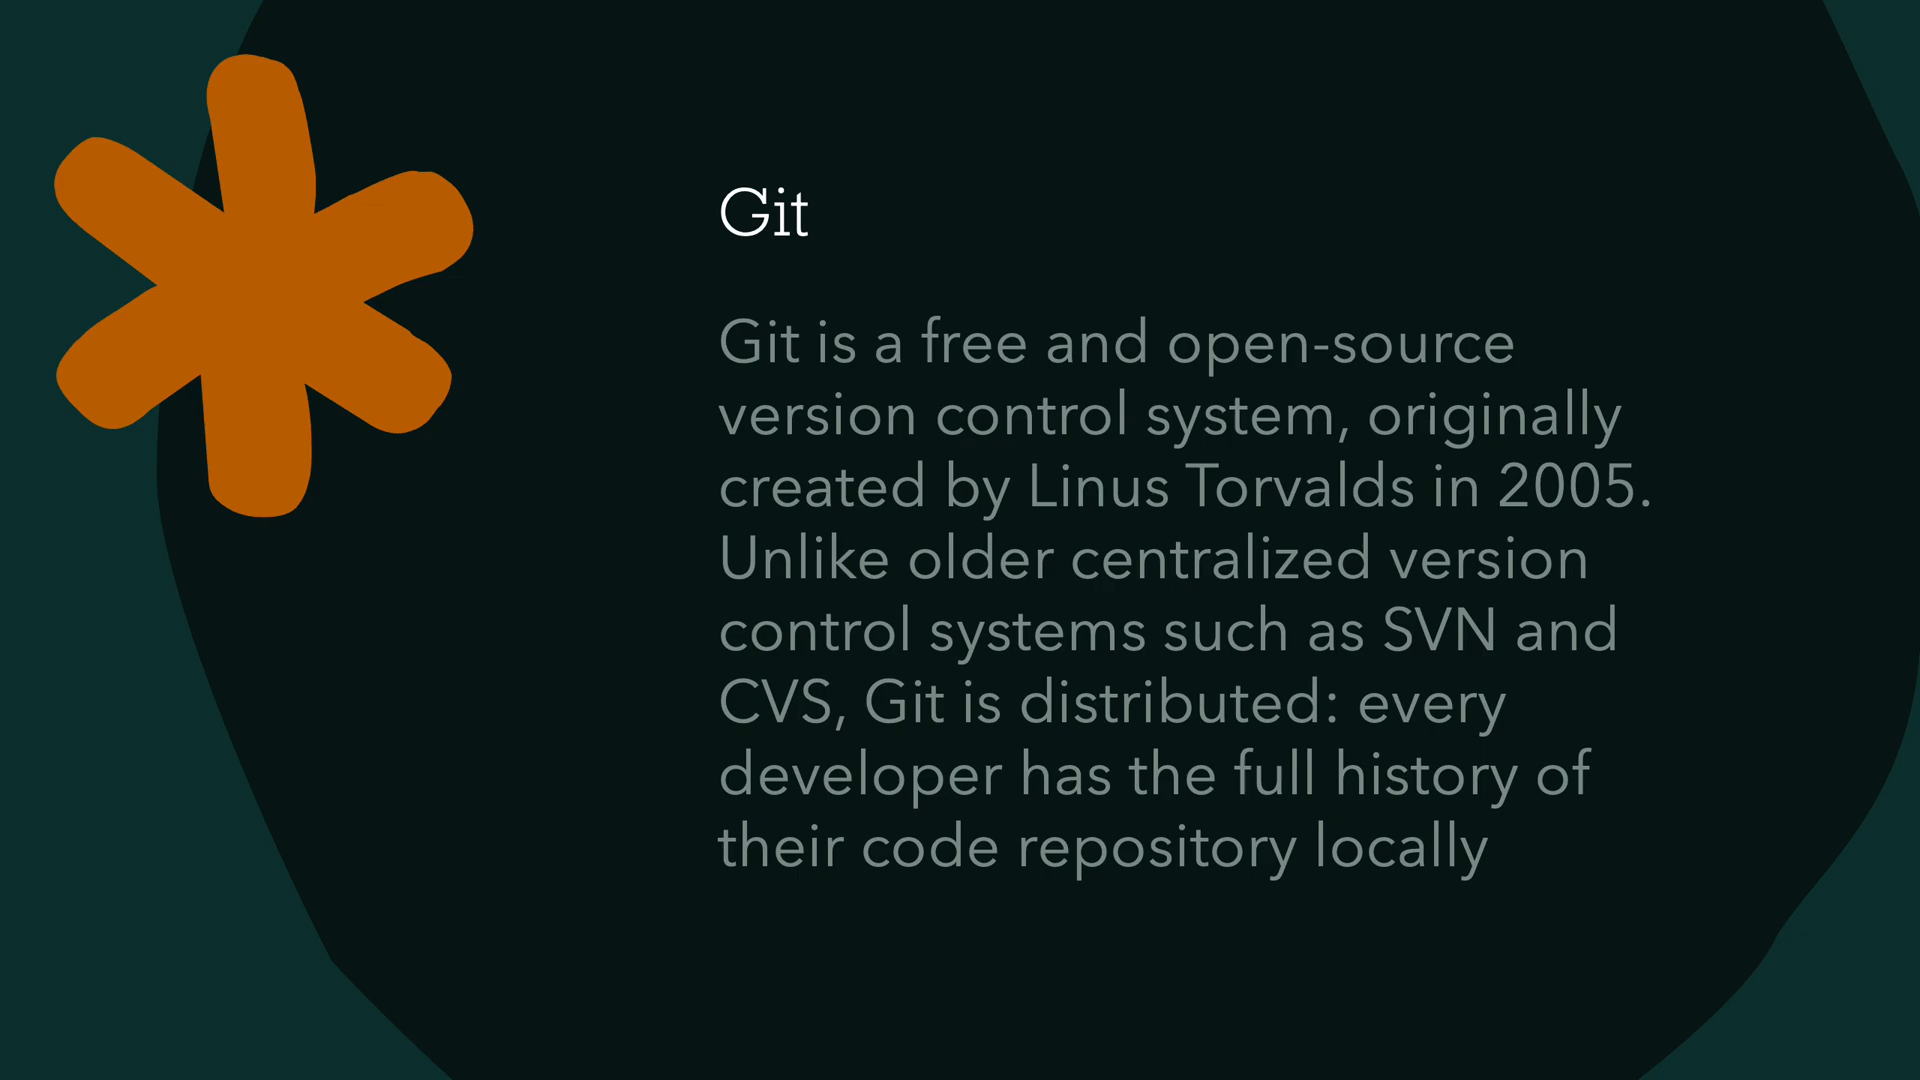 Git
Git is a free and open-source
version control system, originally
created by Linus Torvalds in 2005.
Unlike older centralized version
control systems such as SVN and
CVS, Git is distributed: every
developer has the full history of
their code repository locally